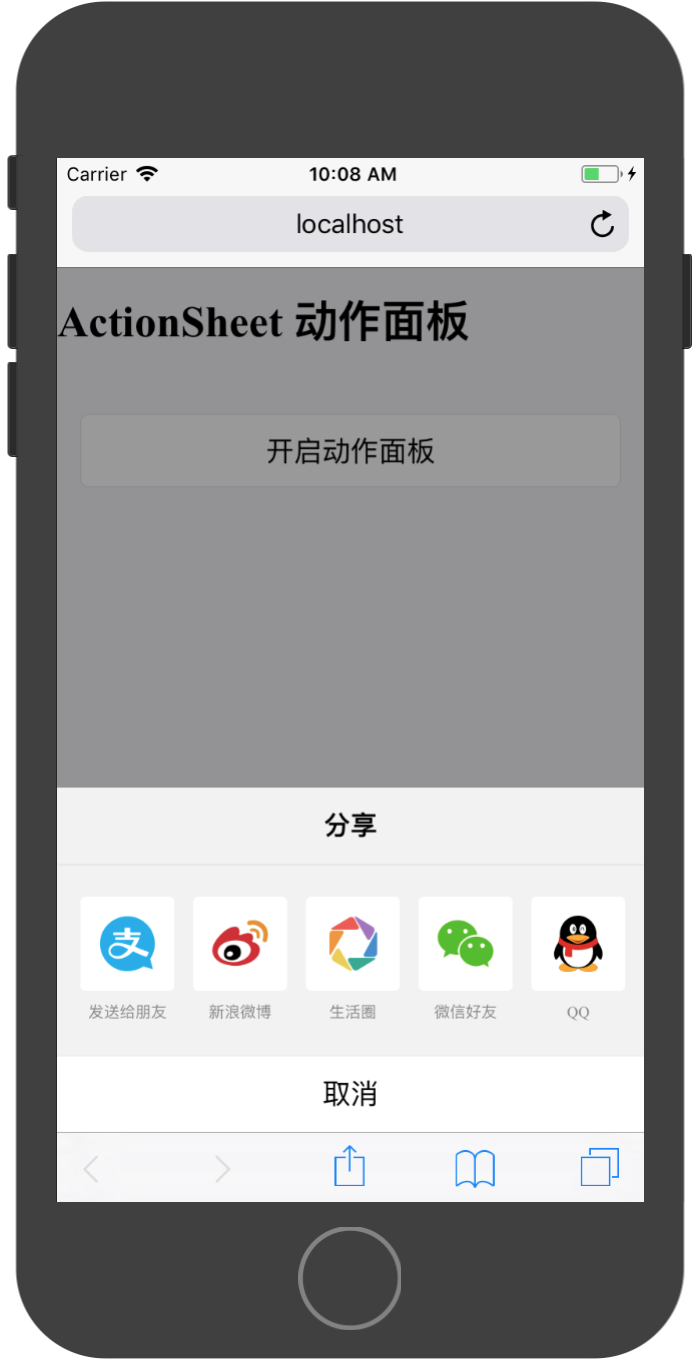 Carrier 10:08 AM
localhost
ActionSheet 动作面板
开启动作面板
分享
支
发送给朋友 新浪微博 生活圈 微信好友 QQ
取消